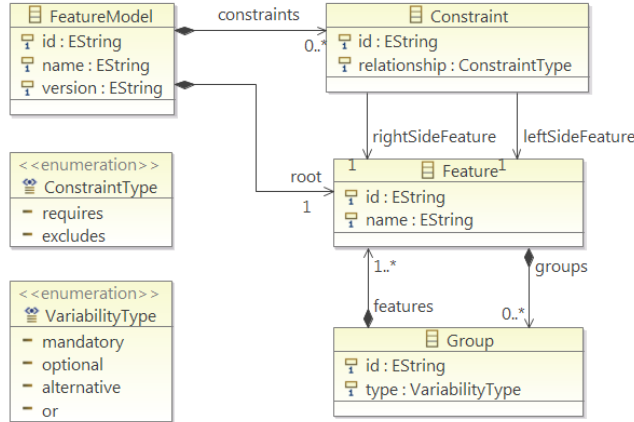 FeatureModel
id : EString
name : EString
version : EString
constraints
0..*
Constraint
id : EString
relationship : ConstraintType
rightSideFeature
leftSideFeature
1
1
root
1
Feature
id : EString
name : EString
<<enumeration>>
ConstraintType
requires
excludes
1..*
groups
features
0..*
<<enumeration>>
VariabilityType
mandatory
optional
alternative
or
Group
id : EString
type : VariabilityType